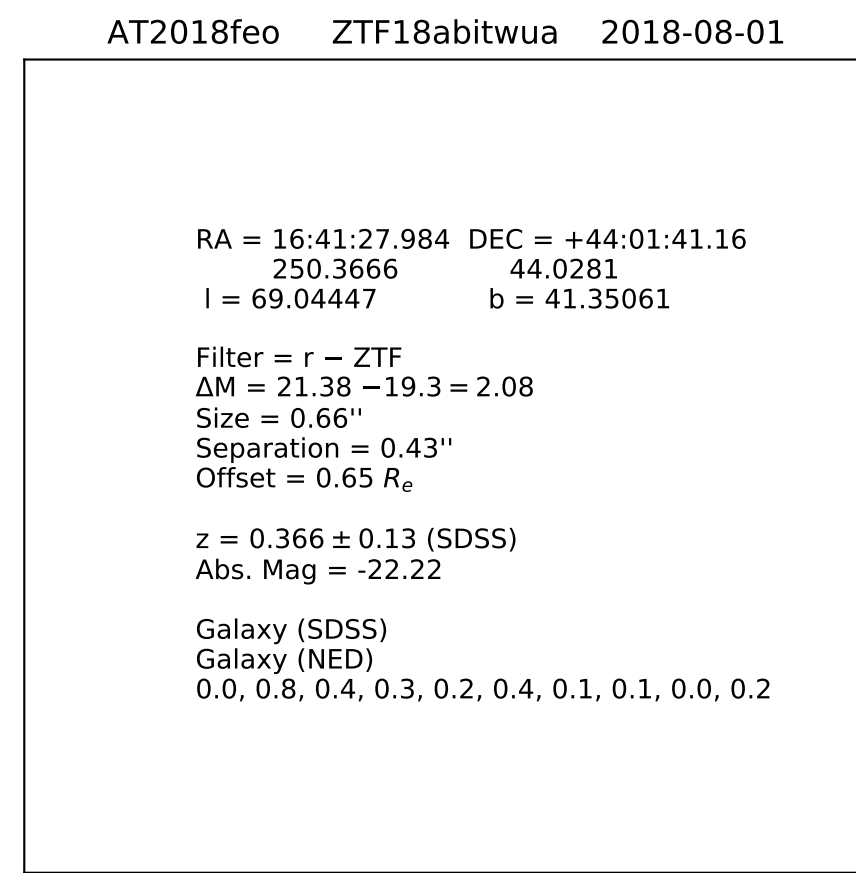 AT2018feo ZTF18abitwua 2018-08-01
RA = 16:41:27.984 DEC = +44:01:41.16
250.3666 44.0281
l = 69.04447 b = 41.35061
Filter = r − ZTF
ΔM = 21.38 −19.3 = 2.08
Size = 0.66''
Separation = 0.43''
Offset = 0.65 Re
z = 0.366 ± 0.13 (SDSS)
Abs. Mag = -22.22
Galaxy (SDSS)
Galaxy (NED)
0.0, 0.8, 0.4, 0.3, 0.2, 0.4, 0.1, 0.1, 0.0, 0.2